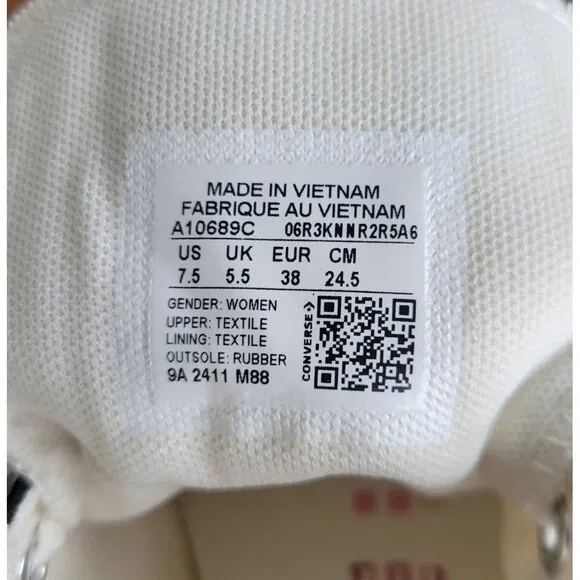 MADE IN VIETNAM
FABRIQUE AU VIETNAM
A10689C 06R3KNNR2R5A6
US UK EUR CM
7.5 5.5 38 24.5
GENDER: WOMEN
UPPER: TEXTILE
LINING: TEXTILE
OUTSOLE: RUBBER
9A 2411 M88
CONVERSE